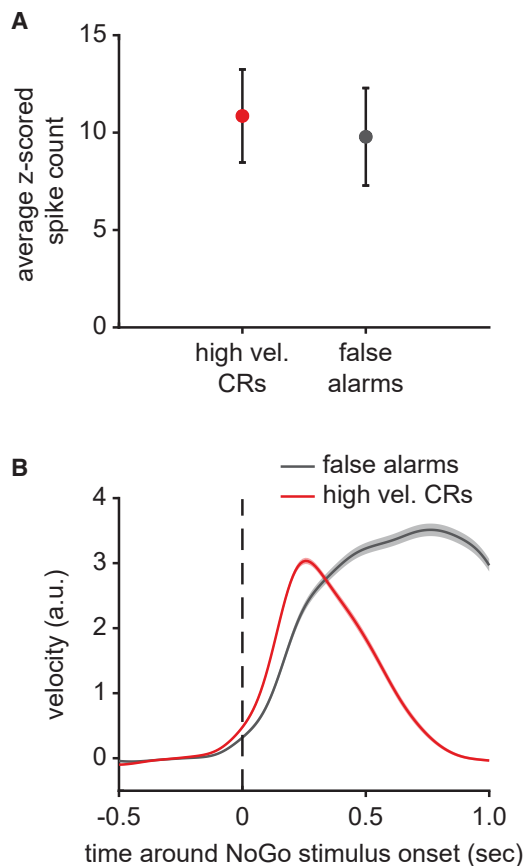 A
15
10
5
0
average z-scored
spike count
high vel.
CRs
false
alarms
B
false alarms
high vel. CRs
4
3
2
1
0
velocity (a.u.)
-0.5
0
0.5
1.0
time around NoGo stimulus onset (sec)